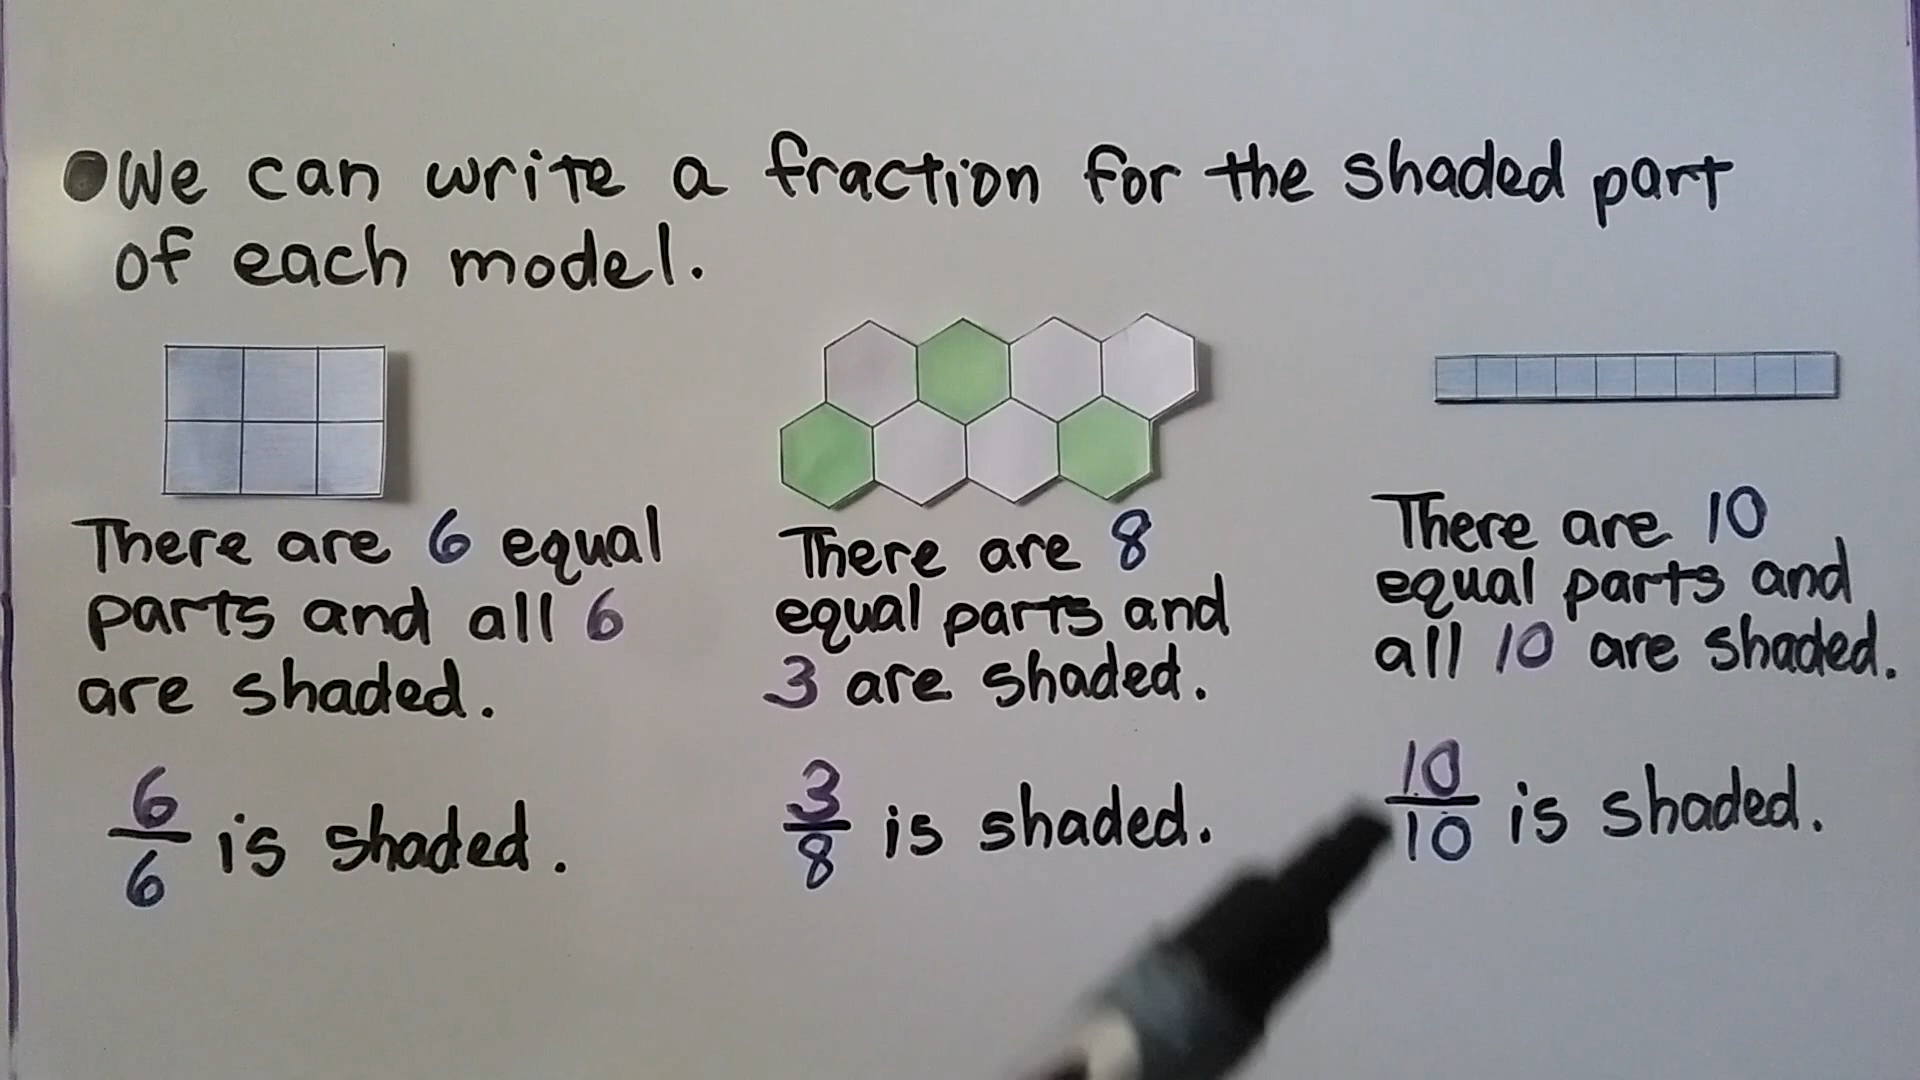 We can write a fraction for the shaded part
of each model.
There are 6 equal
parts and all 6
are shaded.
6/6 is shaded.
There are 8
equal parts and
3 are shaded.
3/8 is shaded.
There are 10
equal parts and
all 10 are shaded.
10/10 is shaded.